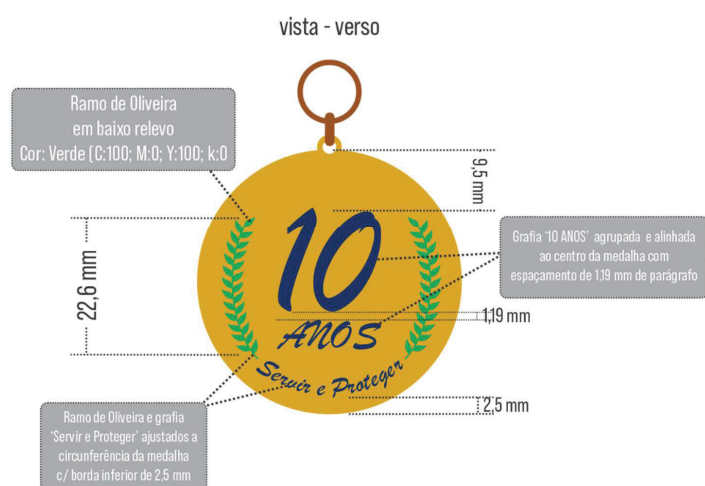 vista - verso
Ramo de Oliveira
em baixo relevo
Cor: Verde (C:100; M:0; Y:100; k:0
9,5 mm
22,6 mm
10
ANOS
Servir e Proteger
Grafia '10 ANOS' agrupada e alinhada
ao centro da medalha com
espaçamento de 1,19 mm de parágrafo
1,19 mm
2,5 mm
Ramo de Oliveira e grafia
'Servir e Proteger' ajustados a
circunferência da medalha
c/ borda inferior de 2,5 mm